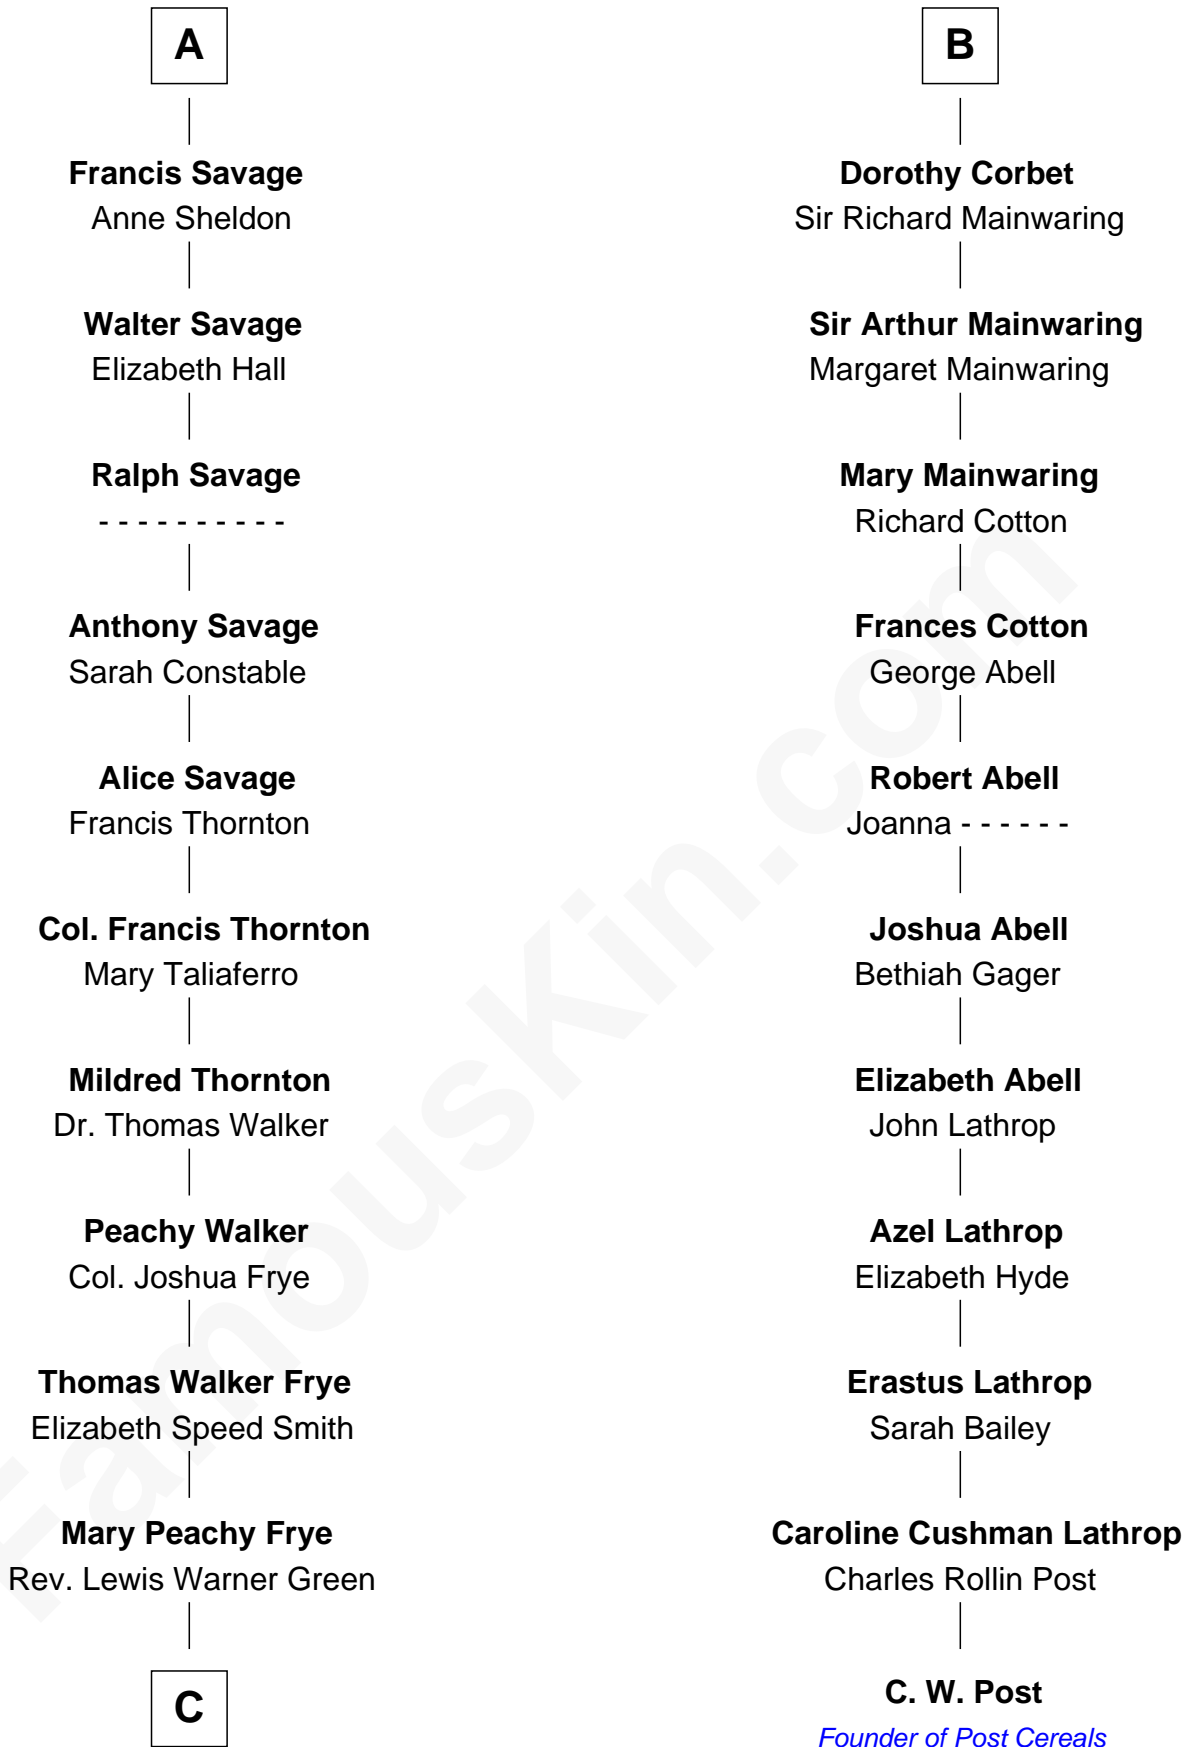 A
Francis Savage
Anne Sheldon
Walter Savage
Elizabeth Hall
Ralph Savage
- - - - - - - - - -
Anthony Savage
Sarah Constable
Alice Savage
Francis Thornton
Col. Francis Thornton
Mary Taliaferro
Mildred Thornton
Dr. Thomas Walker
Peachy Walker
Col. Joshua Frye
Thomas Walker Frye
Elizabeth Speed Smith
Mary Peachy Frye
Rev. Lewis Warner Green
C
B
Dorothy Corbet
Sir Richard Mainwaring
Sir Arthur Mainwaring
Margaret Mainwaring
Mary Mainwaring
Richard Cotton
Frances Cotton
George Abell
Robert Abell
Joanna - - - - - -
Joshua Abell
Bethiah Gager
Elizabeth Abell
John Lathrop
Azel Lathrop
Elizabeth Hyde
Erastus Lathrop
Sarah Bailey
Caroline Cushman Lathrop
Charles Rollin Post
C. W. Post
Founder of Post Cereals
FamousKin.com